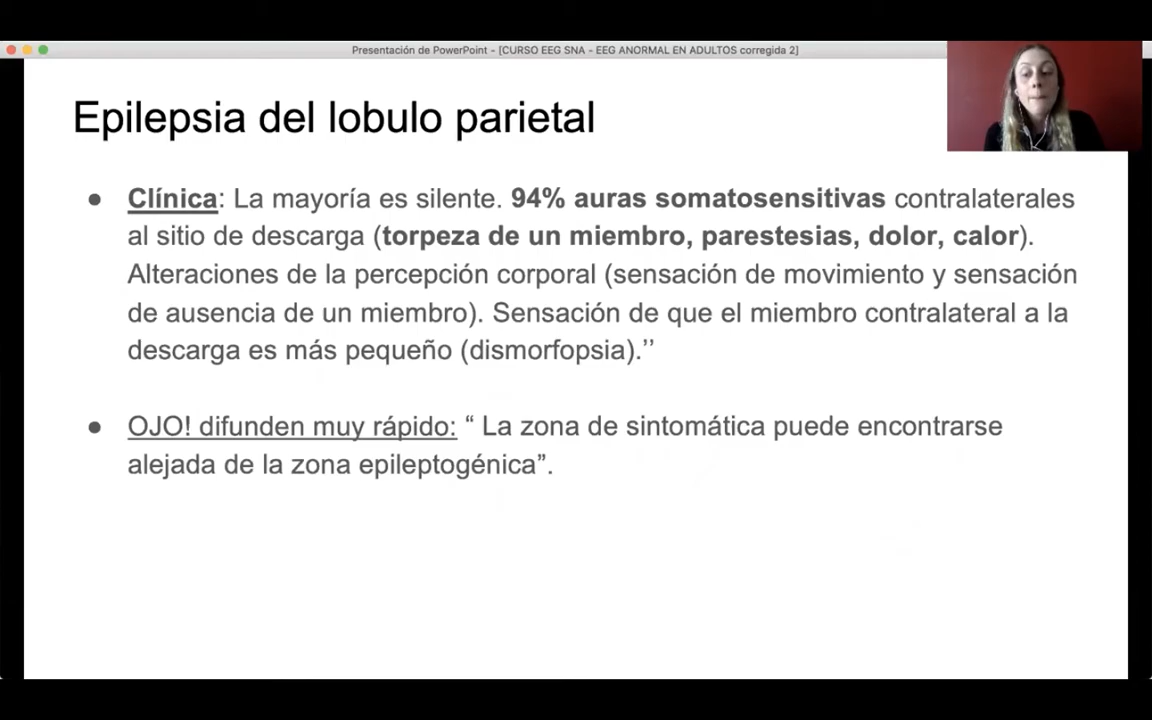 Presentación de PowerPoint - [CURSO EEG SNA - EEG ANORMAL EN ADULTOS corregida 2]
Epilepsia del lobulo parietal
● Clínica: La mayoría es silente. 94% auras somatosensitivas contralaterales
al sitio de descarga (torpeza de un miembro, parestesias, dolor, calor).
Alteraciones de la percepción corporal (sensación de movimiento y sensación
de ausencia de un miembro). Sensación de que el miembro contralateral a la
descarga es más pequeño (dismorfopsia).’’
● OJO! difunden muy rápido: “ La zona de sintomática puede encontrarse
alejada de la zona epileptogénica”.